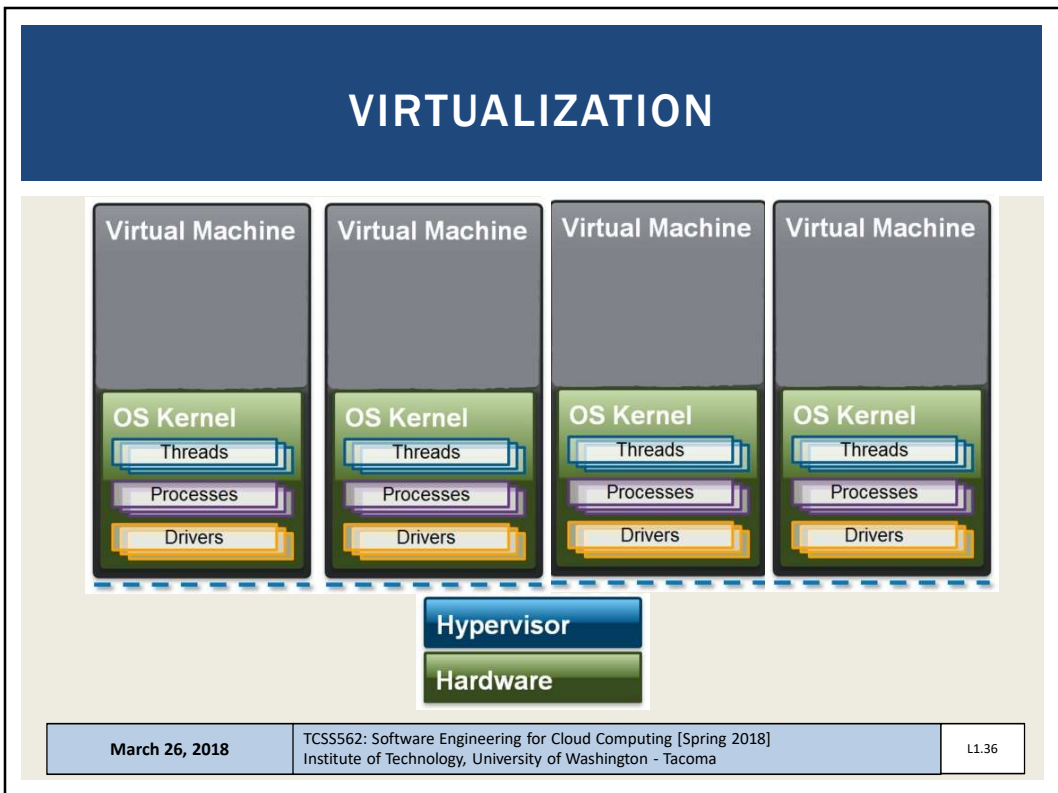 VIRTUALIZATION
Virtual Machine
OS Kernel
Threads
Processes
Drivers
Virtual Machine
OS Kernel
Threads
Processes
Drivers
Virtual Machine
OS Kernel
Threads
Processes
Drivers
Virtual Machine
OS Kernel
Threads
Processes
Drivers
Hypervisor
Hardware
March 26, 2018
TCSS562: Software Engineering for Cloud Computing [Spring 2018]
Institute of Technology, University of Washington - Tacoma
L1.36